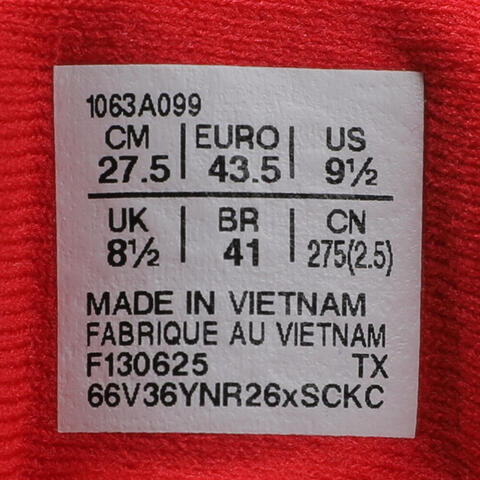 1063A099
CM | EURO | US
27.5 | 43.5 | 9½
UK | BR | CN
8½ | 41 | 275(2.5)
MADE IN VIETNAM
FABRIQUE AU VIETNAM
F130625 TX
66V36YNR26xSCKC